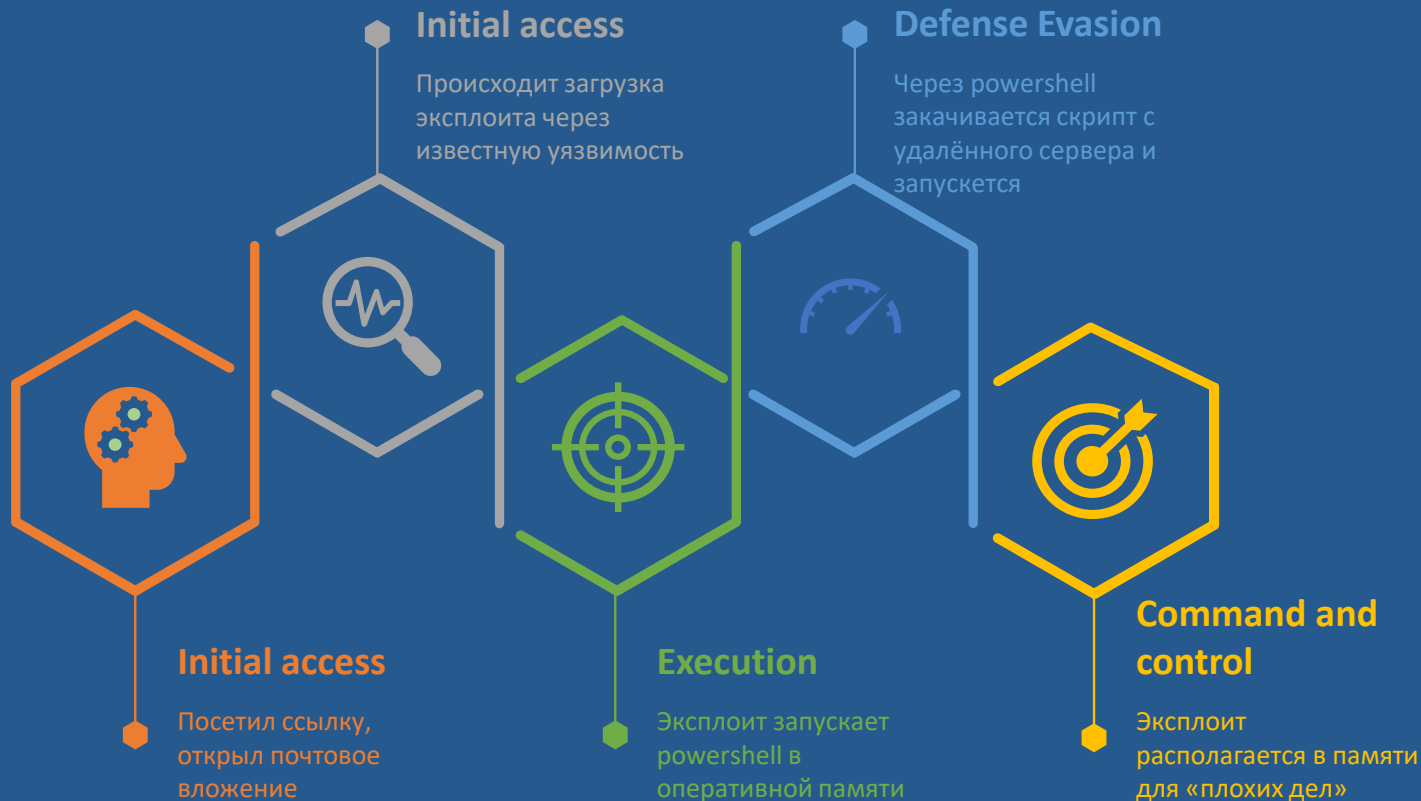 Initial access
Происходит загрузка
эксплоита через
известную уязвимость
Defense Evasion
Через powershell
закачивается скрипт с
удалённого сервера и
запускется
Initial access
Посетил ссылку,
открыл почтовое
вложение
Execution
Эксплоит запускает
powershell в
оперативной памяти
Command and
control
Эксплоит
располагается в памяти
для «плохих дел»